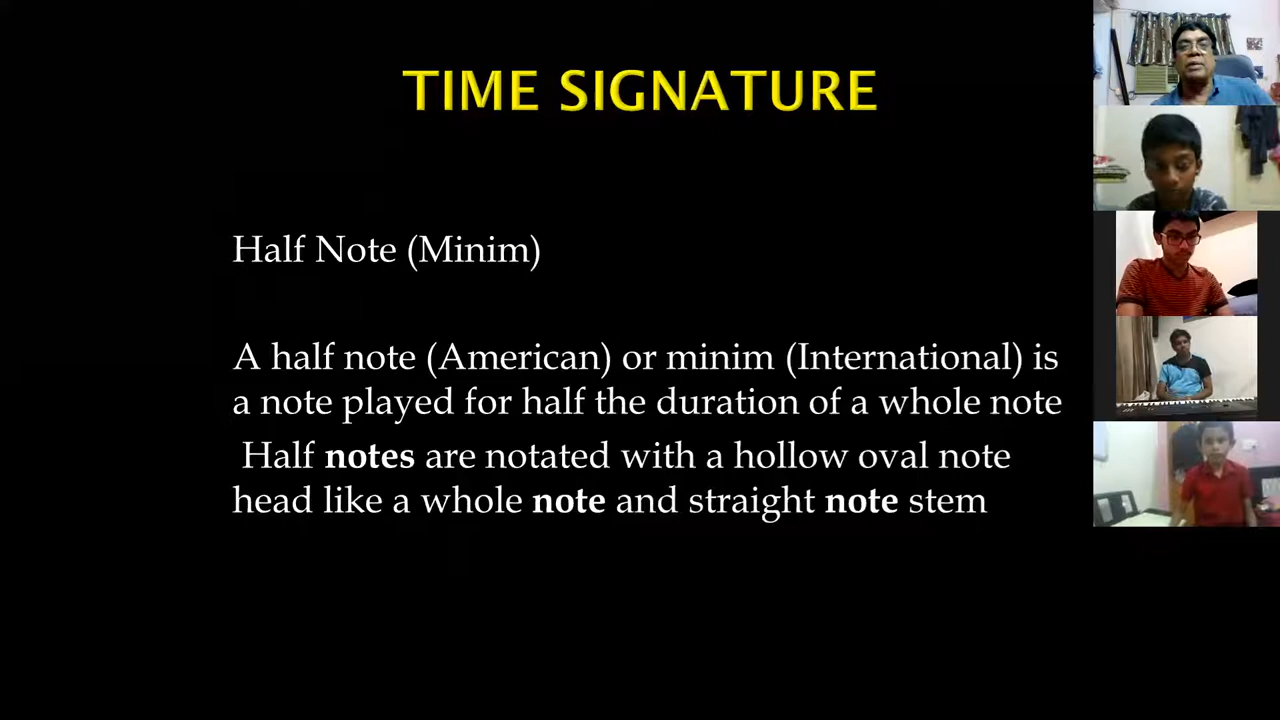 TIME SIGNATURE
Half Note (Minim)
A half note (American) or minim (International) is
a note played for half the duration of a whole note
Half notes are notated with a hollow oval note
head like a whole note and straight note stem